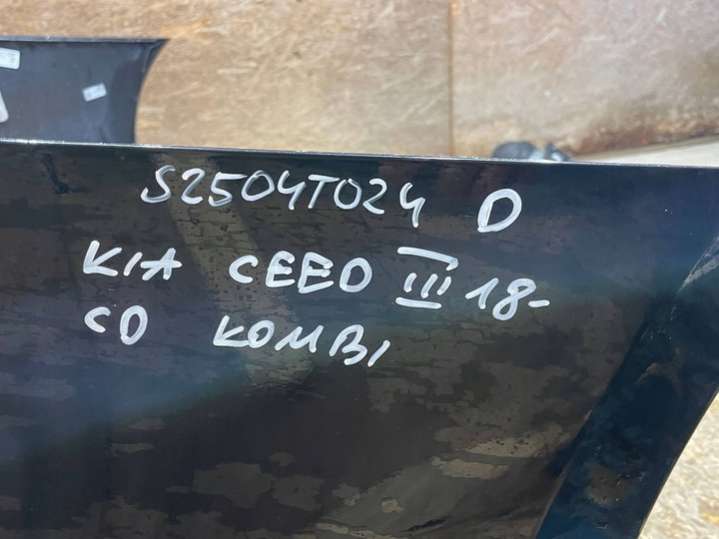 S2504T024 D
KIA CEED III 18-
CD KOMBI